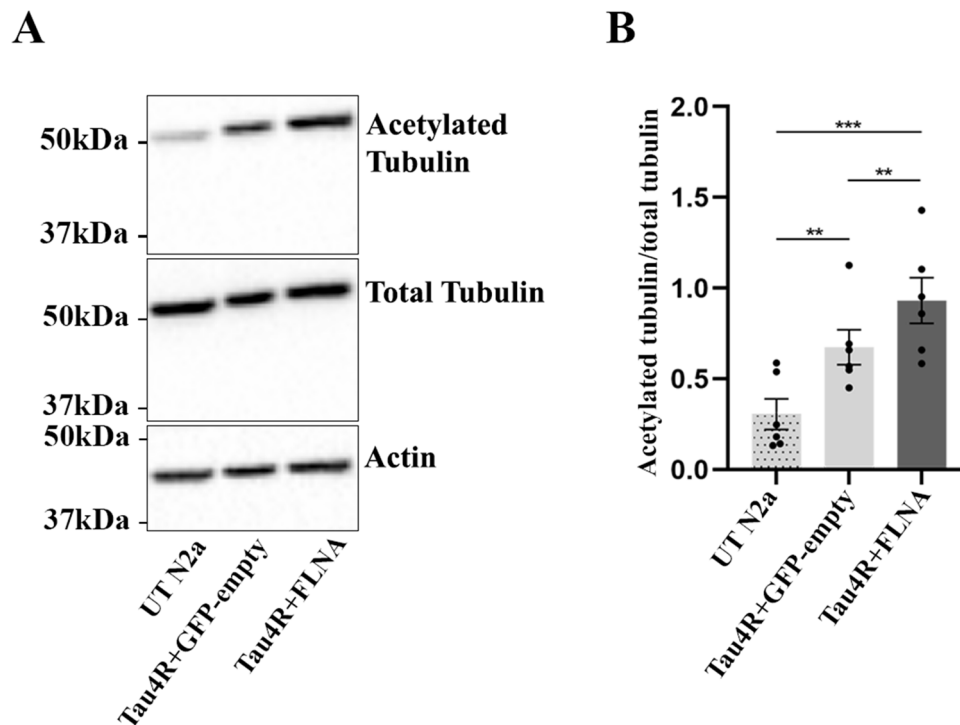 A
50kDa
37kDa
Acetylated
Tubulin
50kDa
37kDa
Total Tubulin
50kDa
37kDa
Actin
UT N2a
Tau4R+GFP-empty
Tau4R+FLNA
B
Acetylated tubulin/total tubulin
2.0
1.5
1.0
0.5
0.0
***
**
**
UT N2a
Tau4R+GFP-empty
Tau4R+FLNA